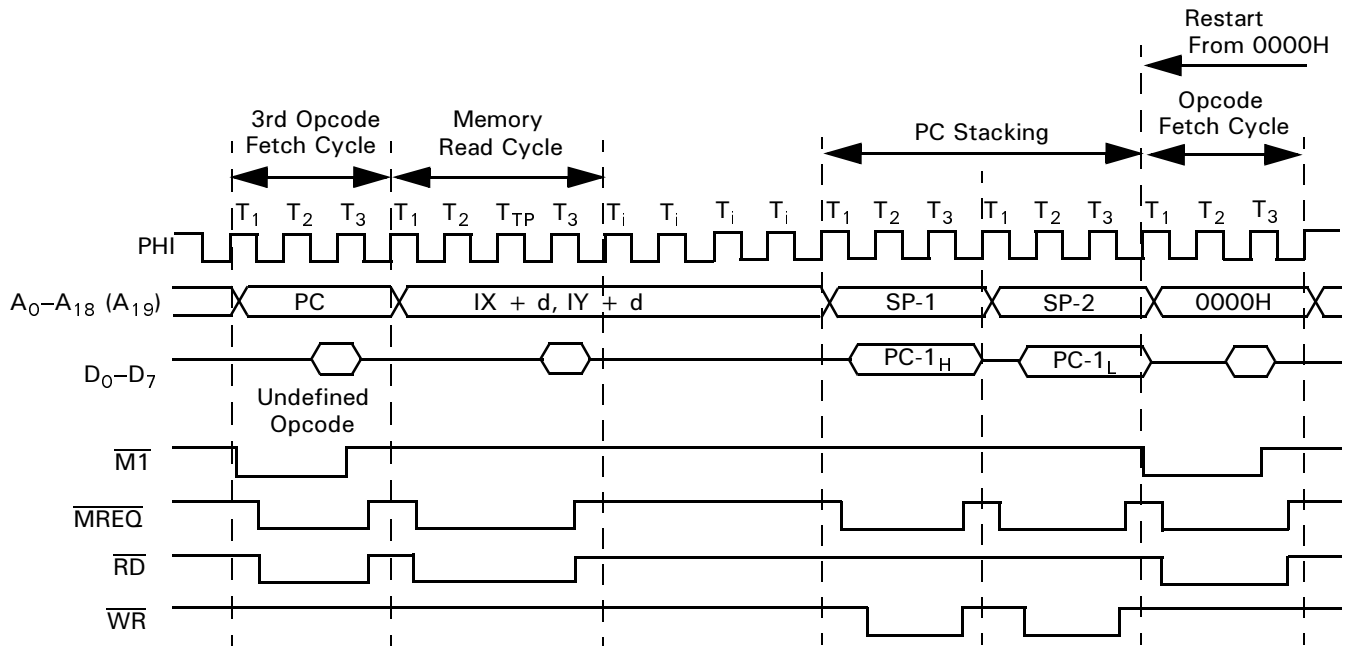 Restart
From 0000H
3rd Opcode
Fetch Cycle
Memory
Read Cycle
PC Stacking
Opcode
Fetch Cycle
T1 T2 T3 T1 T2 TTP T3 Ti Ti Ti Ti T1 T2 T3 T1 T2 T3 T1 T2 T3
PHI
A0–A18 (A19) PC IX + d, IY + d SP-1 SP-2 0000H
D0–D7 PC-1H PC-1L
Undefined
Opcode
M1
MREQ
RD
WR